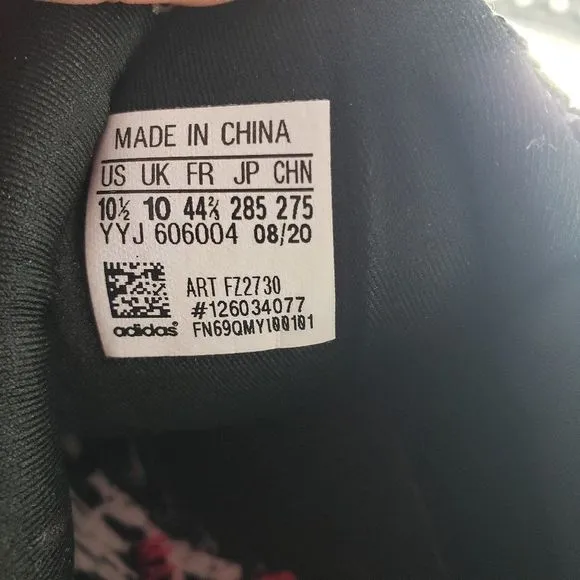 MADE IN CHINA
US UK FR JP CHN
10½ 10 44⅔ 285 275
YYJ 606004 08/20
ART FZ2730
#126034077
adidas® FN69QMYI00101